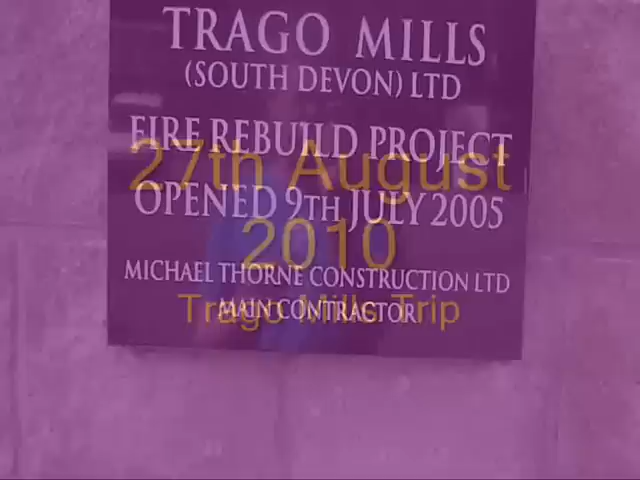 TRAGO MILLS
(SOUTH DEVON) LTD
FIRE REBUILD PROJECT
27th August
OPENED 9TH JULY 2005
2010
MICHAEL THORNE CONSTRUCTION LTD
MAIN CONTRACTOR
Trago Mills Trip